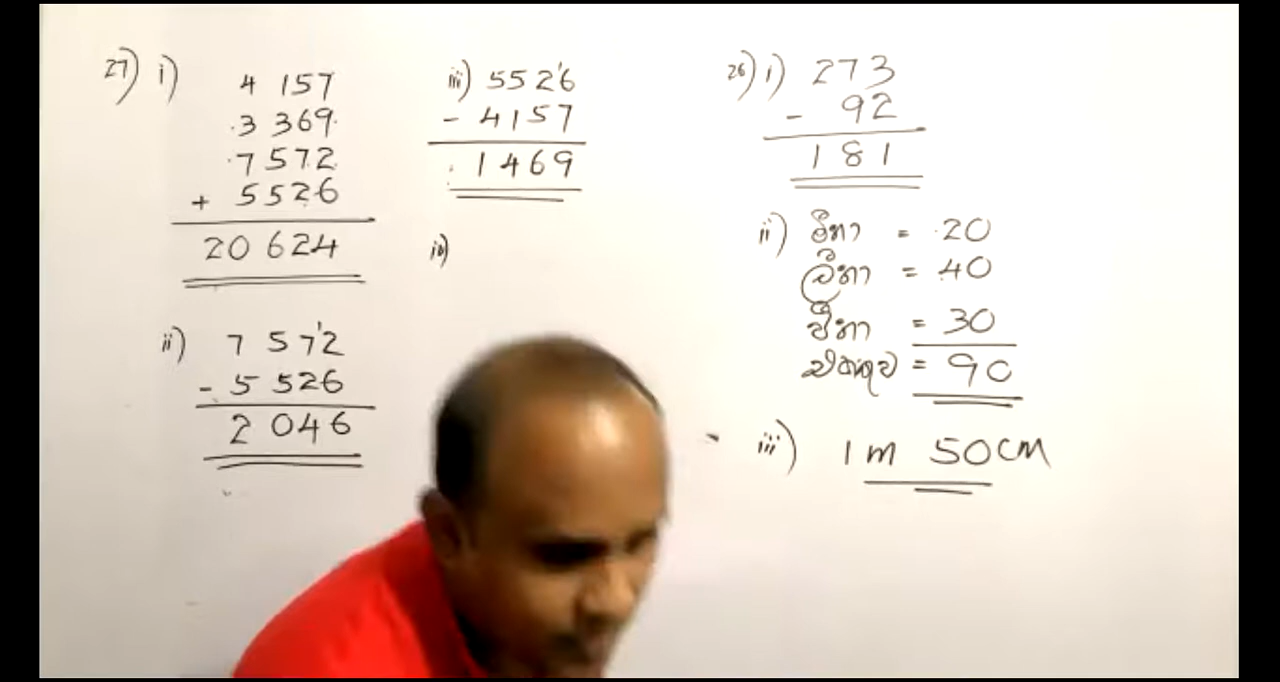 27) i) 4 157
3 369
7 572
+ 5526
20 624
ii) 7 572
- 5 526
2 046
iii) 5526
- 4157
1469
iv)
26) i) 273
- 92
181
ii) මීනා = 20
ලීනා = 40
ටීනා = 30
එකතුව = 90
iii) 1m 50cm